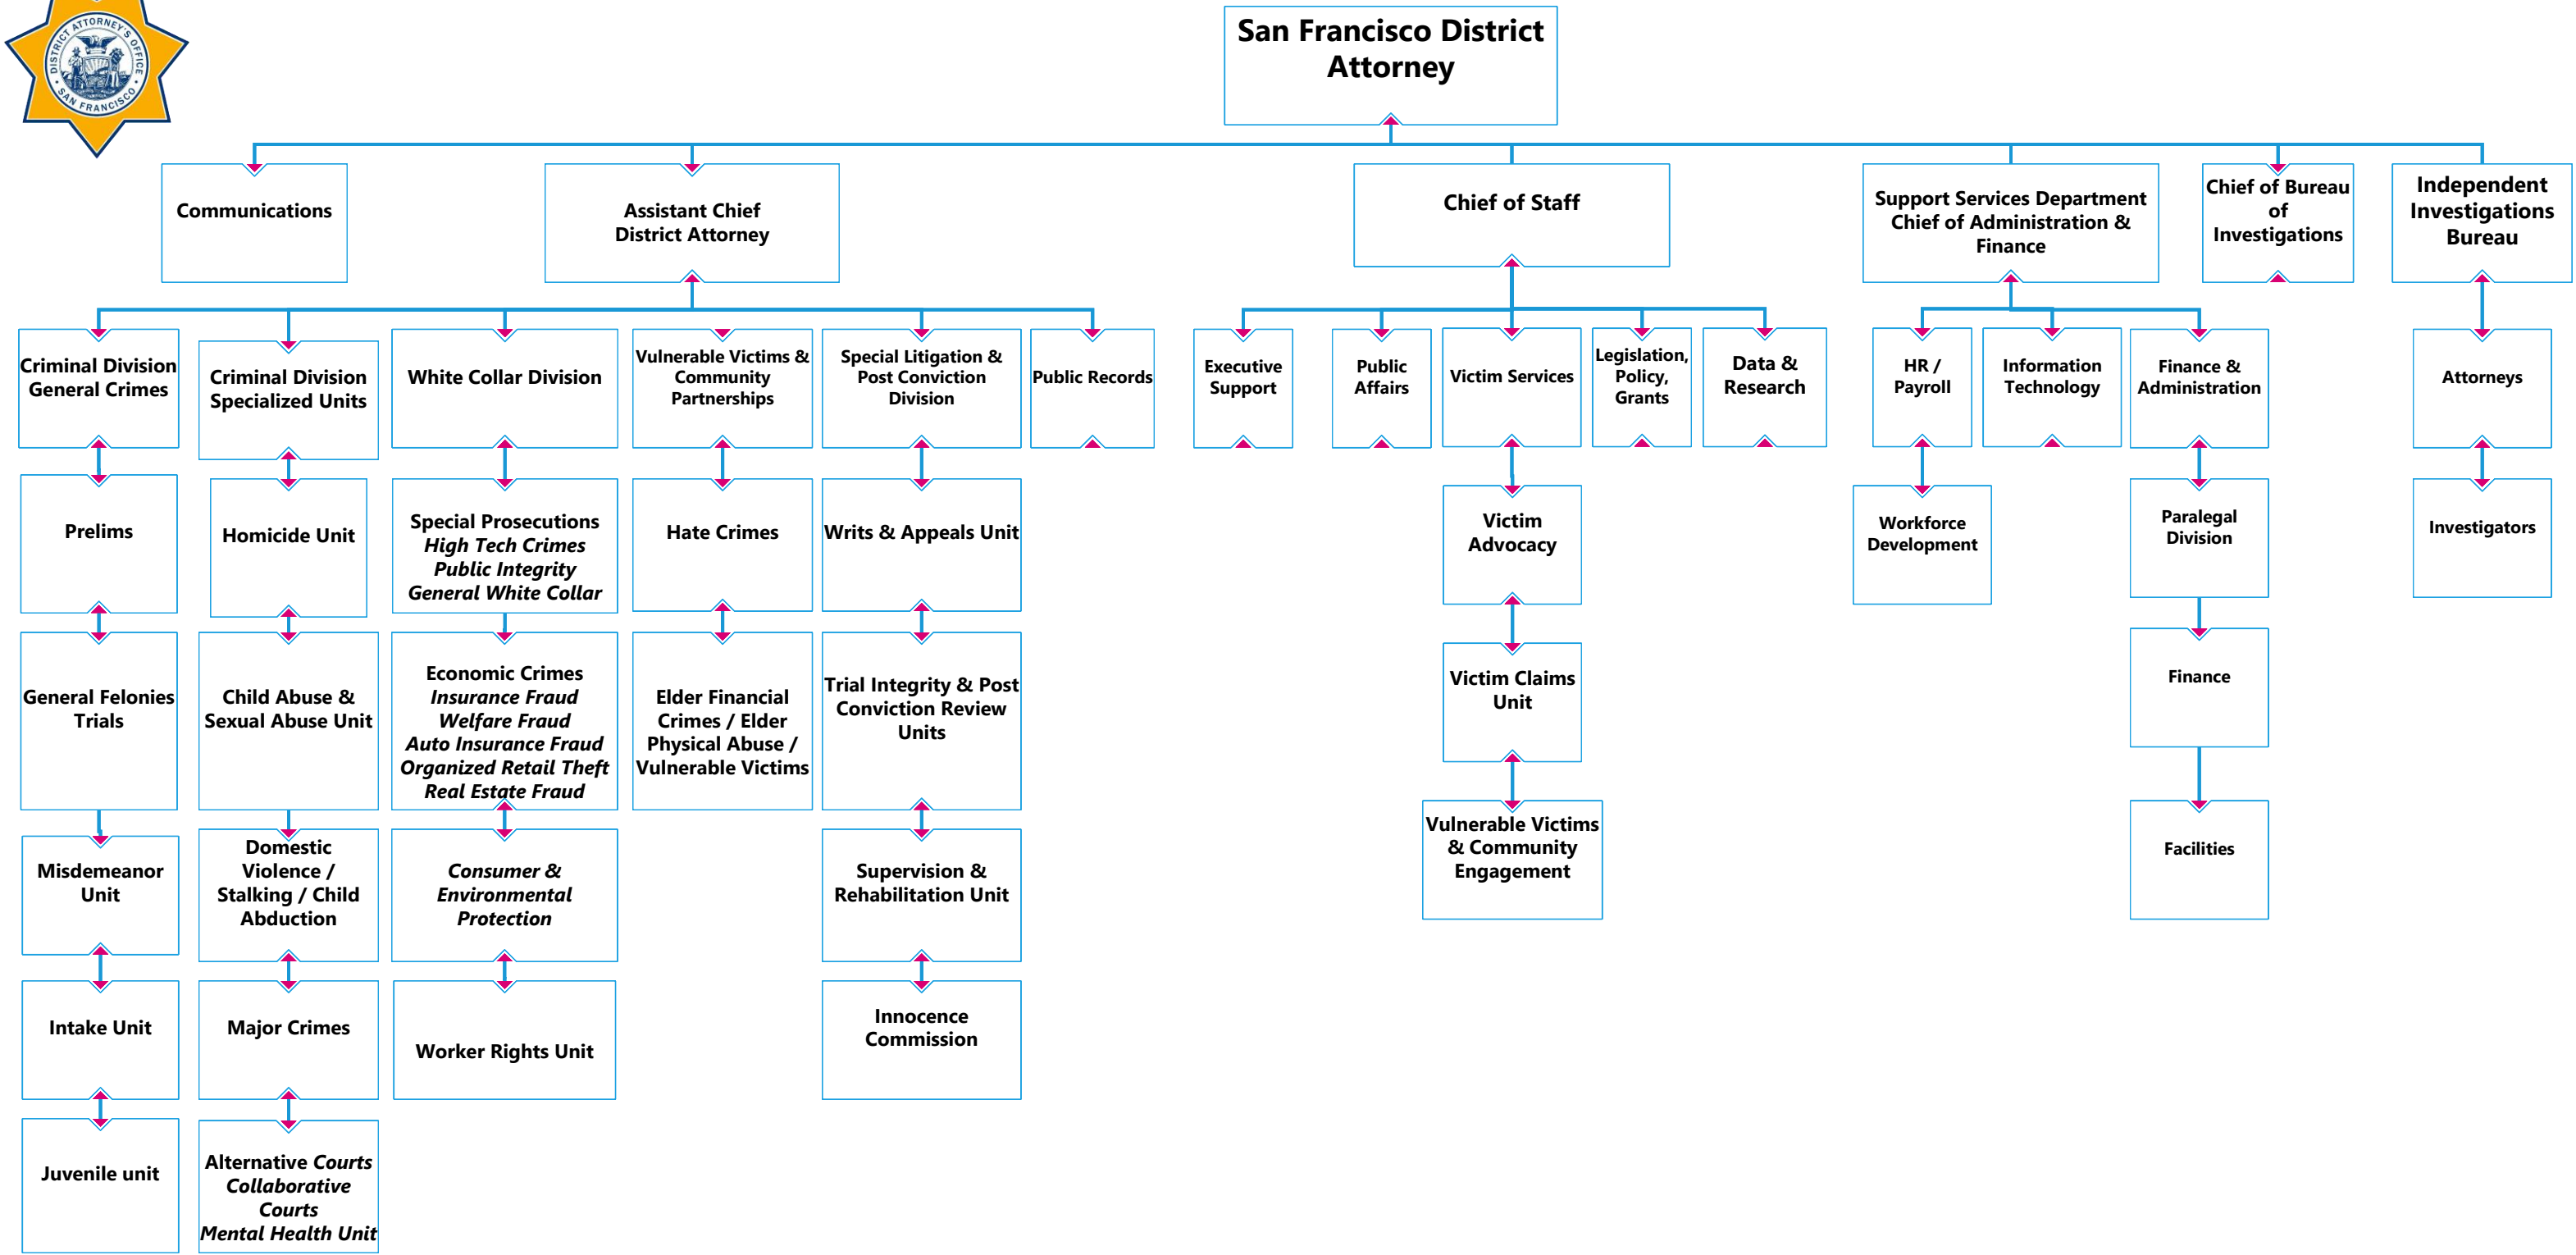 DISTRICT ATTORNEY'S OFFICE
SAN FRANCISCO
San Francisco District
Attorney
Communications
Assistant Chief
District Attorney
Chief of Staff
Support Services Department
Chief of Administration &
Finance
Chief of Bureau
of
Investigations
Independent
Investigations
Bureau
Criminal Division
General Crimes
Criminal Division
Specialized Units
White Collar Division
Vulnerable Victims &
Community
Partnerships
Special Litigation &
Post Conviction
Division
Public Records
Executive
Support
Public
Affairs
Victim Services
Legislation,
Policy,
Grants
Data &
Research
HR /
Payroll
Information
Technology
Finance &
Administration
Attorneys
Prelims
Homicide Unit
Special Prosecutions
High Tech Crimes
Public Integrity
General White Collar
Hate Crimes
Writs & Appeals Unit
Victim
Advocacy
Workforce
Development
Paralegal
Division
Investigators
General Felonies
Trials
Child Abuse &
Sexual Abuse Unit
Economic Crimes
Insurance Fraud
Welfare Fraud
Auto Insurance Fraud
Organized Retail Theft
Real Estate Fraud
Elder Financial
Crimes / Elder
Physical Abuse /
Vulnerable Victims
Trial Integrity & Post
Conviction Review
Units
Victim Claims
Unit
Finance
Misdemeanor
Unit
Domestic
Violence /
Stalking / Child
Abduction
Consumer &
Environmental
Protection
Supervision &
Rehabilitation Unit
Vulnerable Victims
& Community
Engagement
Facilities
Intake Unit
Major Crimes
Worker Rights Unit
Innocence
Commission
Juvenile unit
Alternative Courts
Collaborative
Courts
Mental Health Unit